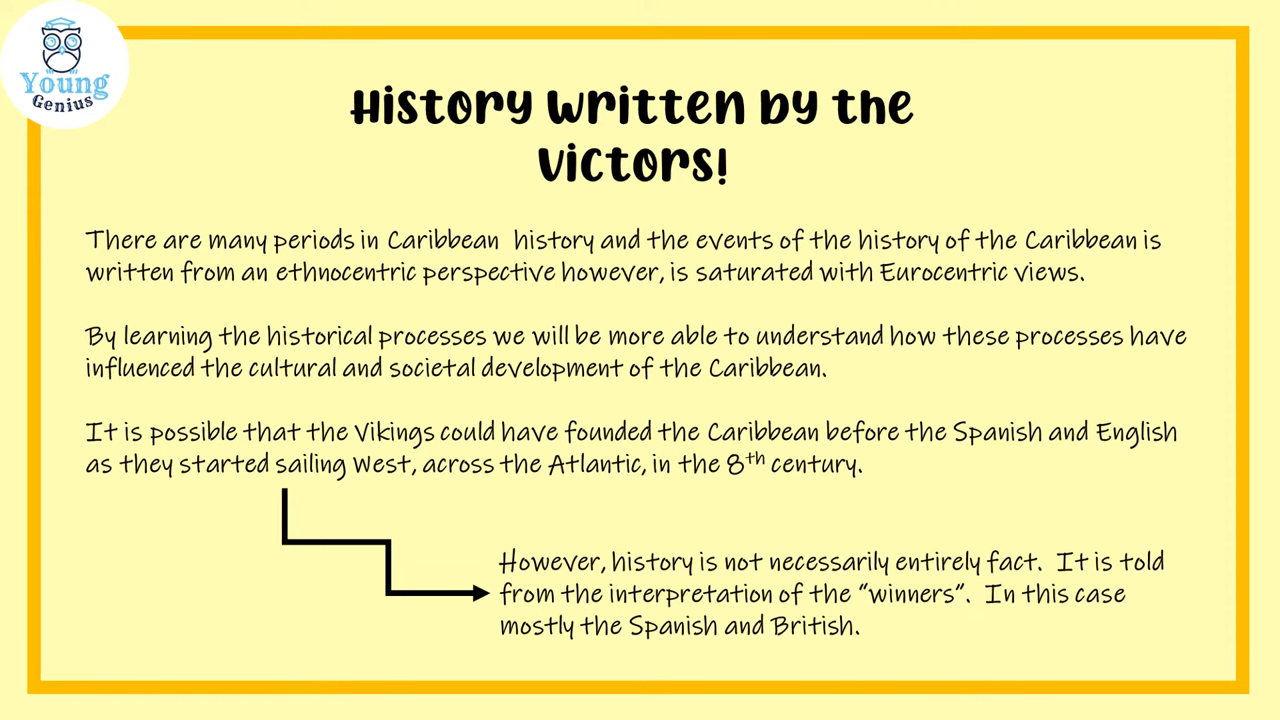 Young
Genius
History written by the
victors!
There are many periods in Caribbean history and the events of the history of the Caribbean is
written from an ethnocentric perspective however, is saturated with Eurocentric views.
By learning the historical processes we will be more able to understand how these processes have
influenced the cultural and societal development of the Caribbean.
It is possible that the Vikings could have founded the Caribbean before the Spanish and English
as they started sailing West, across the Atlantic, in the 8th century.
However, history is not necessarily entirely fact. It is told
from the interpretation of the “winners”. In this case
mostly the Spanish and British.